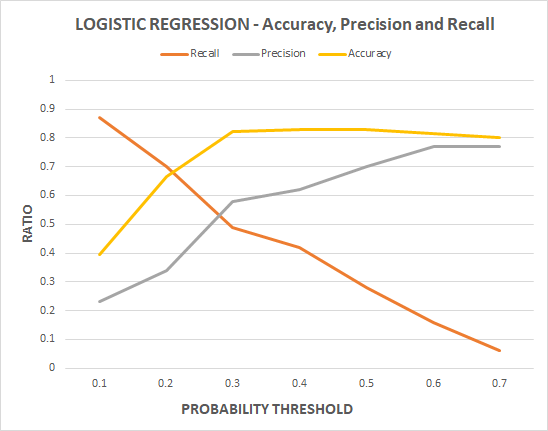 LOGISTIC REGRESSION - Accuracy, Precision and Recall
Recall Precision Accuracy
1
0.9
0.8
0.7
0.6
0.5
0.4
0.3
0.2
0.1
0
RATIO
0.1 0.2 0.3 0.4 0.5 0.6 0.7
PROBABILITY THRESHOLD